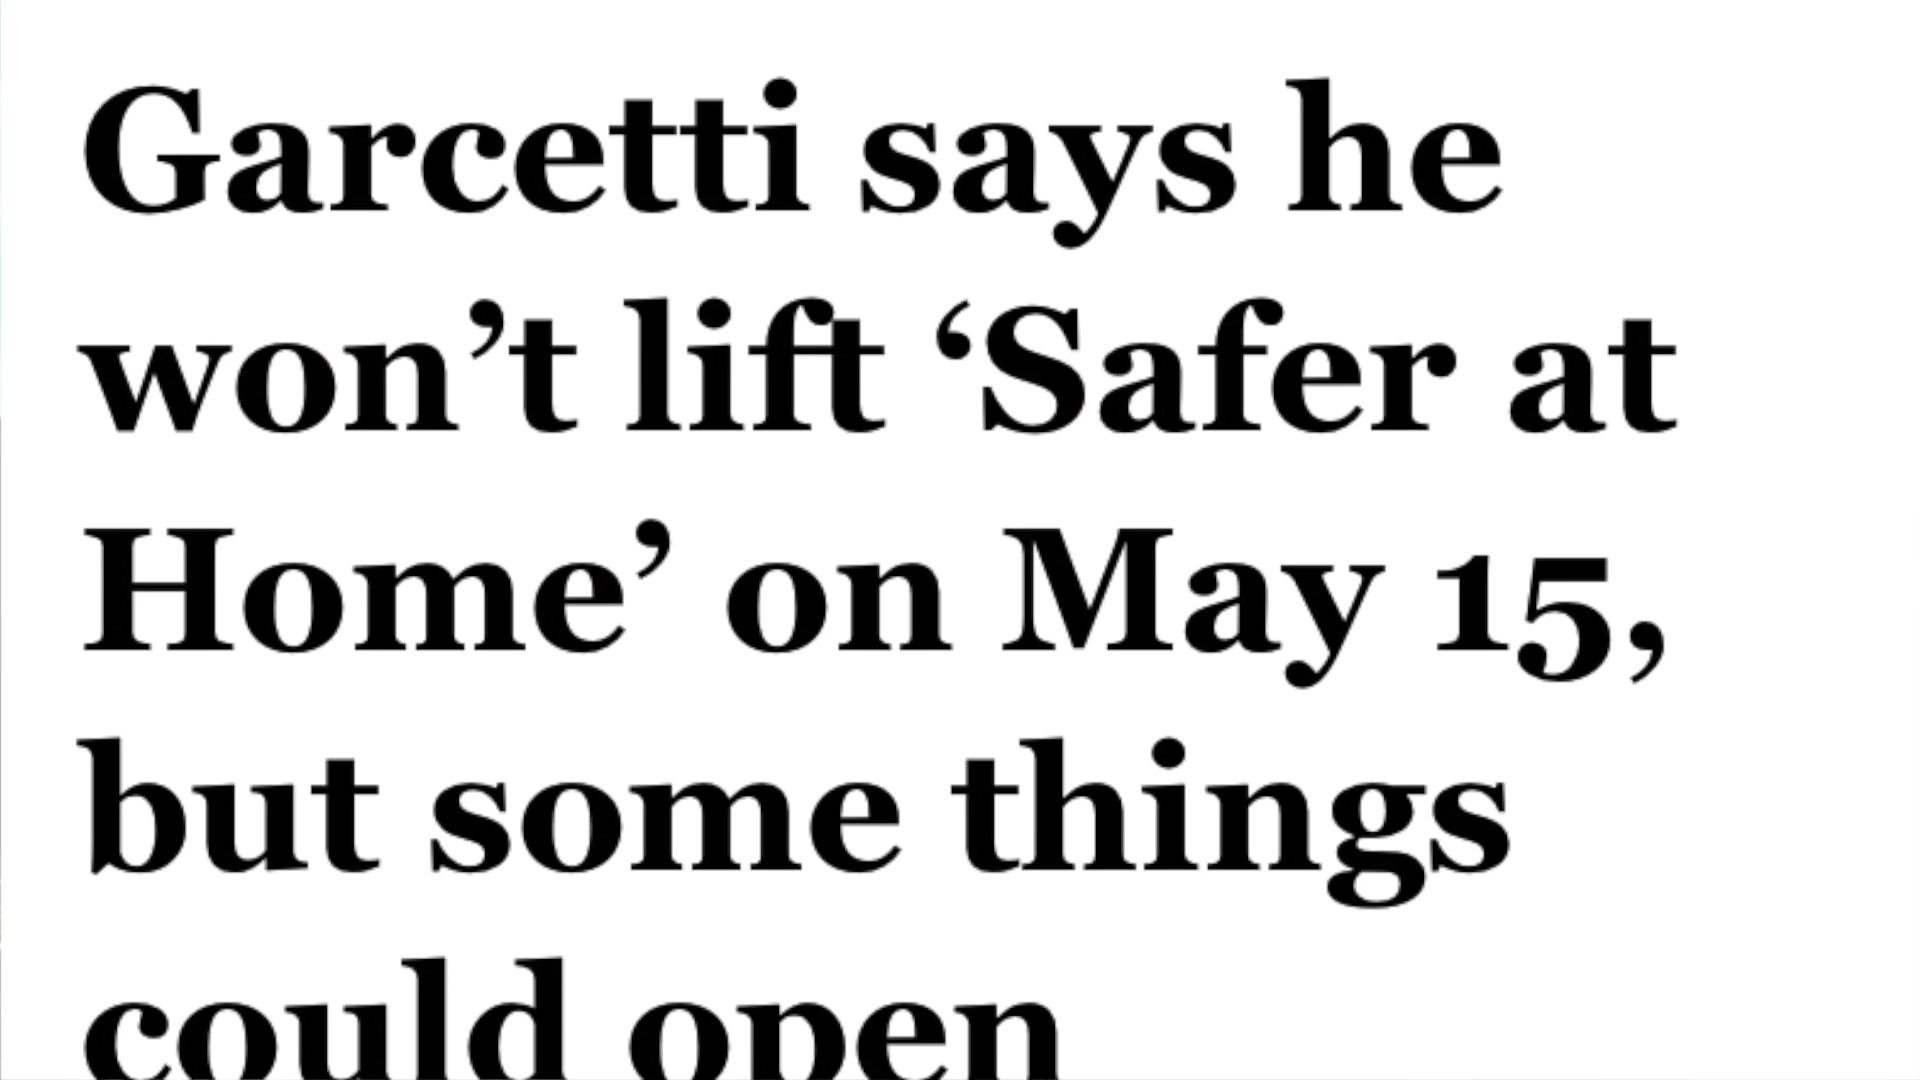 Garcetti says he
won’t lift ‘Safer at
Home’ on May 15,
but some things
could open